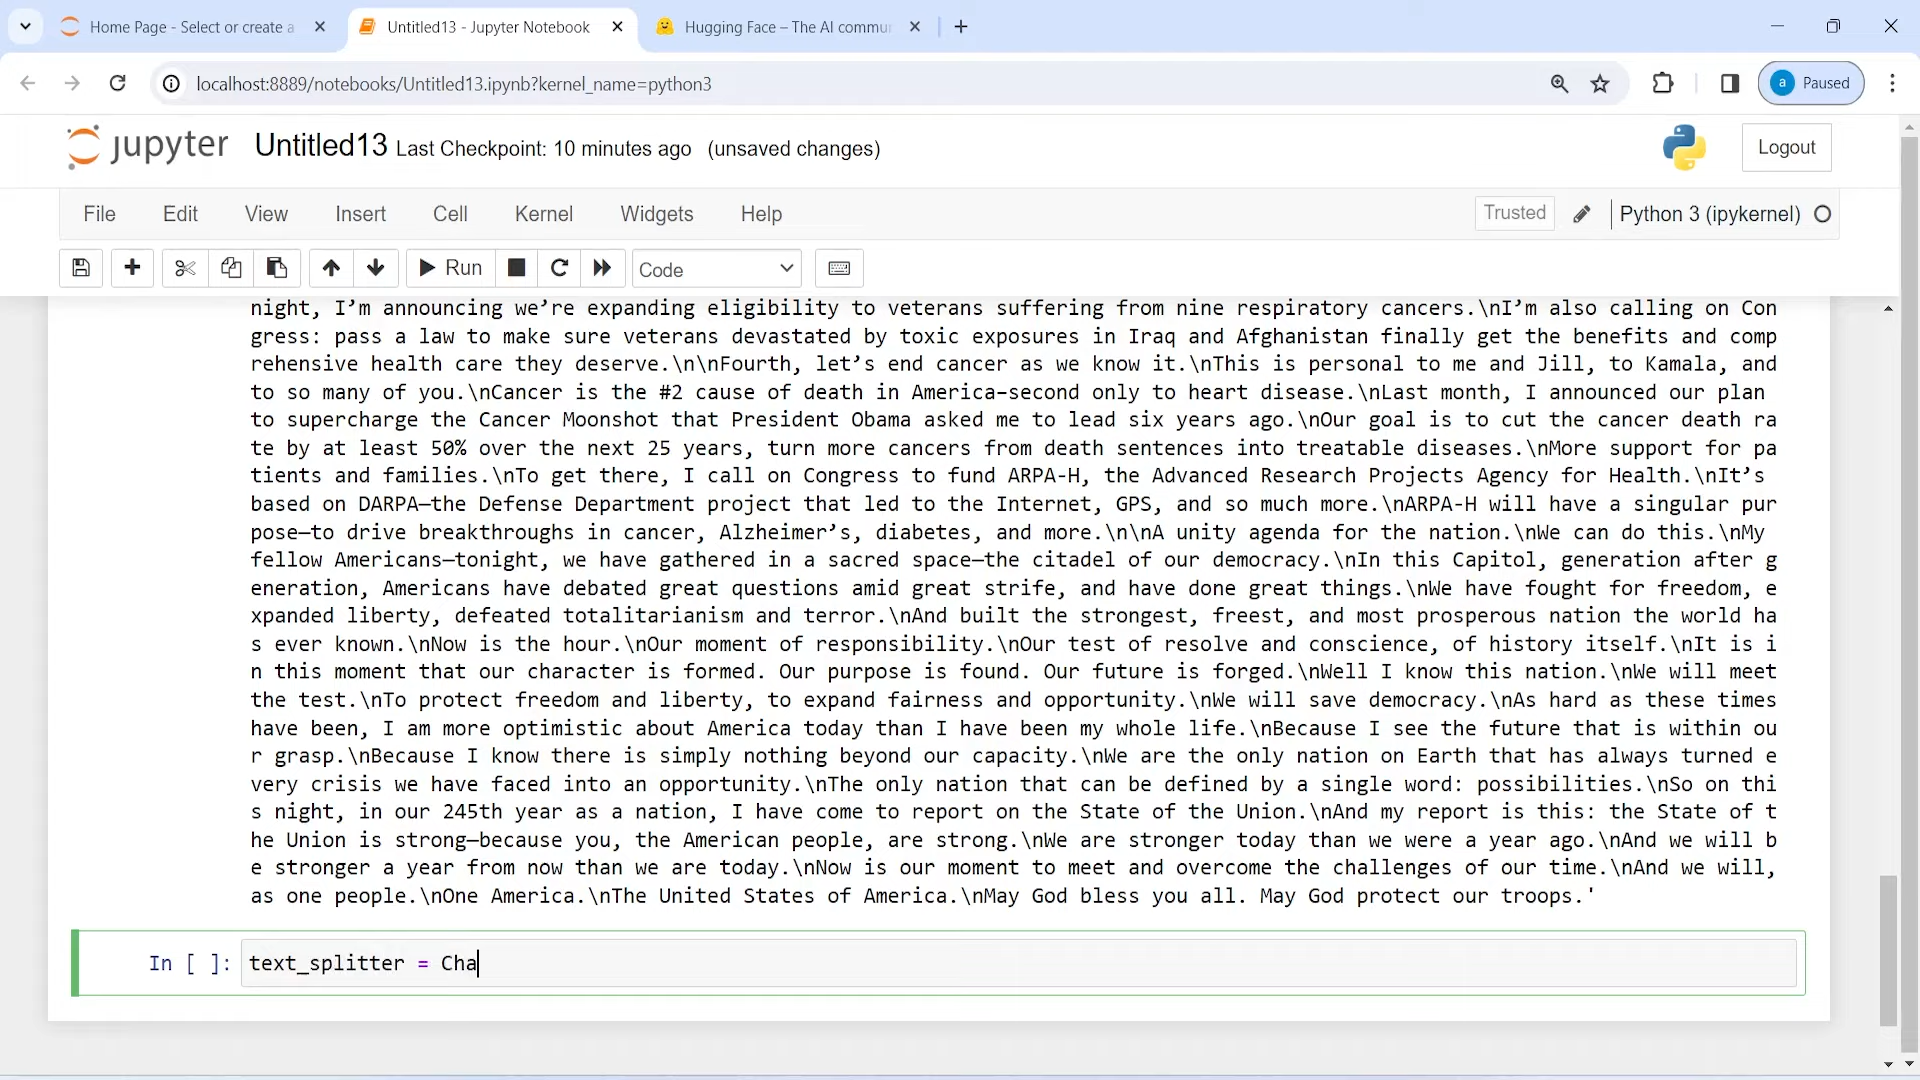 Home Page - Select or create a
Untitled13 - Jupyter Notebook
Hugging Face – The AI commun
localhost:8889/notebooks/Untitled13.ipynb?kernel_name=python3
a Paused
jupyter Untitled13 Last Checkpoint: 10 minutes ago (unsaved changes)
Logout
File Edit View Insert Cell Kernel Widgets Help
Trusted Python 3 (ipykernel)
Run Code
night, I’m announcing we’re expanding eligibility to veterans suffering from nine respiratory cancers.\nI’m also calling on Con
gress: pass a law to make sure veterans devastated by toxic exposures in Iraq and Afghanistan finally get the benefits and comp
rehensive health care they deserve.\n\nFourth, let’s end cancer as we know it.\nThis is personal to me and Jill, to Kamala, and
to so many of you.\nCancer is the #2 cause of death in America–second only to heart disease.\nLast month, I announced our plan
to supercharge the Cancer Moonshot that President Obama asked me to lead six years ago.\nOur goal is to cut the cancer death ra
te by at least 50% over the next 25 years, turn more cancers from death sentences into treatable diseases.\nMore support for pa
tients and families.\nTo get there, I call on Congress to fund ARPA-H, the Advanced Research Projects Agency for Health.\nIt’s
based on DARPA—the Defense Department project that led to the Internet, GPS, and so much more.\nARPA-H will have a singular pur
pose—to drive breakthroughs in cancer, Alzheimer’s, diabetes, and more.\n\nA unity agenda for the nation.\nWe can do this.\nMy
fellow Americans—tonight, we have gathered in a sacred space—the citadel of our democracy.\nIn this Capitol, generation after g
eneration, Americans have debated great questions amid great strife, and have done great things.\nWe have fought for freedom, e
xpanded liberty, defeated totalitarianism and terror.\nAnd built the strongest, freest, and most prosperous nation the world ha
s ever known.\nNow is the hour.\nOur moment of responsibility.\nOur test of resolve and conscience, of history itself.\nIt is i
n this moment that our character is formed. Our purpose is found. Our future is forged.\nWell I know this nation.\nWe will meet
the test.\nTo protect freedom and liberty, to expand fairness and opportunity.\nWe will save democracy.\nAs hard as these times
have been, I am more optimistic about America today than I have been my whole life.\nBecause I see the future that is within ou
r grasp.\nBecause I know there is simply nothing beyond our capacity.\nWe are the only nation on Earth that has always turned e
very crisis we have faced into an opportunity.\nThe only nation that can be defined by a single word: possibilities.\nSo on thi
s night, in our 245th year as a nation, I have come to report on the State of the Union.\nAnd my report is this: the State of t
he Union is strong—because you, the American people, are strong.\nWe are stronger today than we were a year ago.\nAnd we will b
e stronger a year from now than we are today.\nNow is our moment to meet and overcome the challenges of our time.\nAnd we will,
as one people.\nOne America.\nThe United States of America.\nMay God bless you all. May God protect our troops.'
In [ ]: text_splitter = Cha